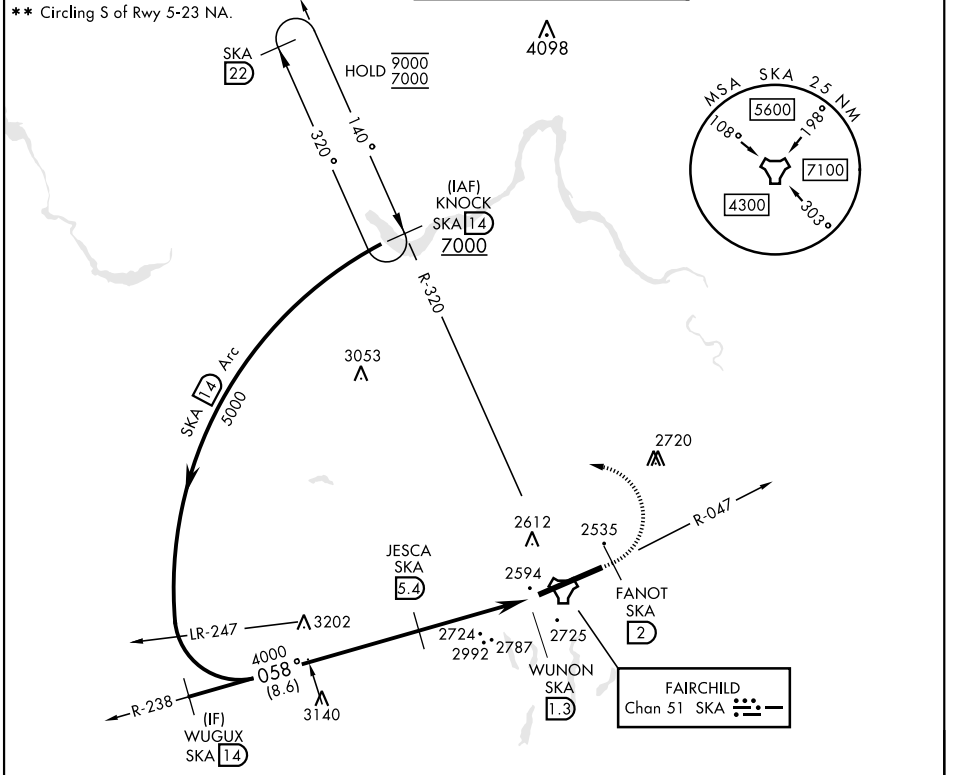 ** Circling S of Rwy 5-23 NA.
4098
SKA
22
HOLD 9000
7000
320°
140°
MSA SKA 25 NM
5600
108°
198°
7100
4300
303°
(IAF)
KNOCK
SKA 14
7000
R-320
3053
SKA 14 Arc
5000
2720
R-047
2612
2535
JESCA
SKA
5.4
2594
FANOT
SKA
2
LR-247
3202
2724
2992
2787
2725
4000
058°
(8.6)
WUNON
SKA
1.3
R-238
3140
(IF)
WUGUX
SKA 14
FAIRCHILD
Chan 51 SKA